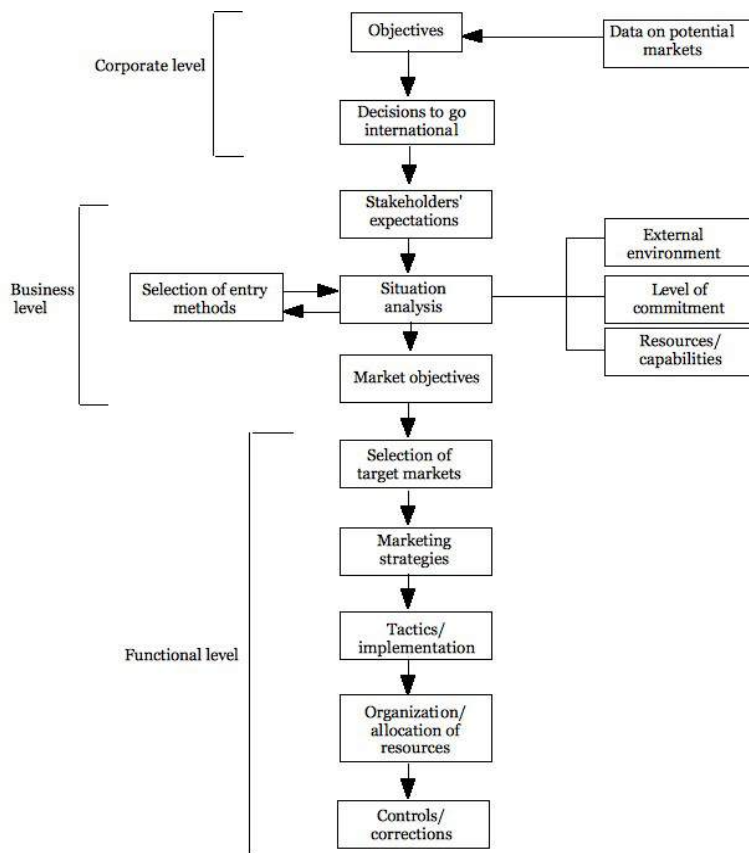 Objectives
Data on potential
markets
Corporate level
Decisions to go
international
Stakeholders'
expectations
External
environment
Business
level
Selection of entry
methods
Situation
analysis
Level of
commitment
Resources/
capabilities
Market objectives
Selection of
target markets
Marketing
strategies
Tactics/
implementation
Functional level
Organization/
allocation of
resources
Controls/
corrections